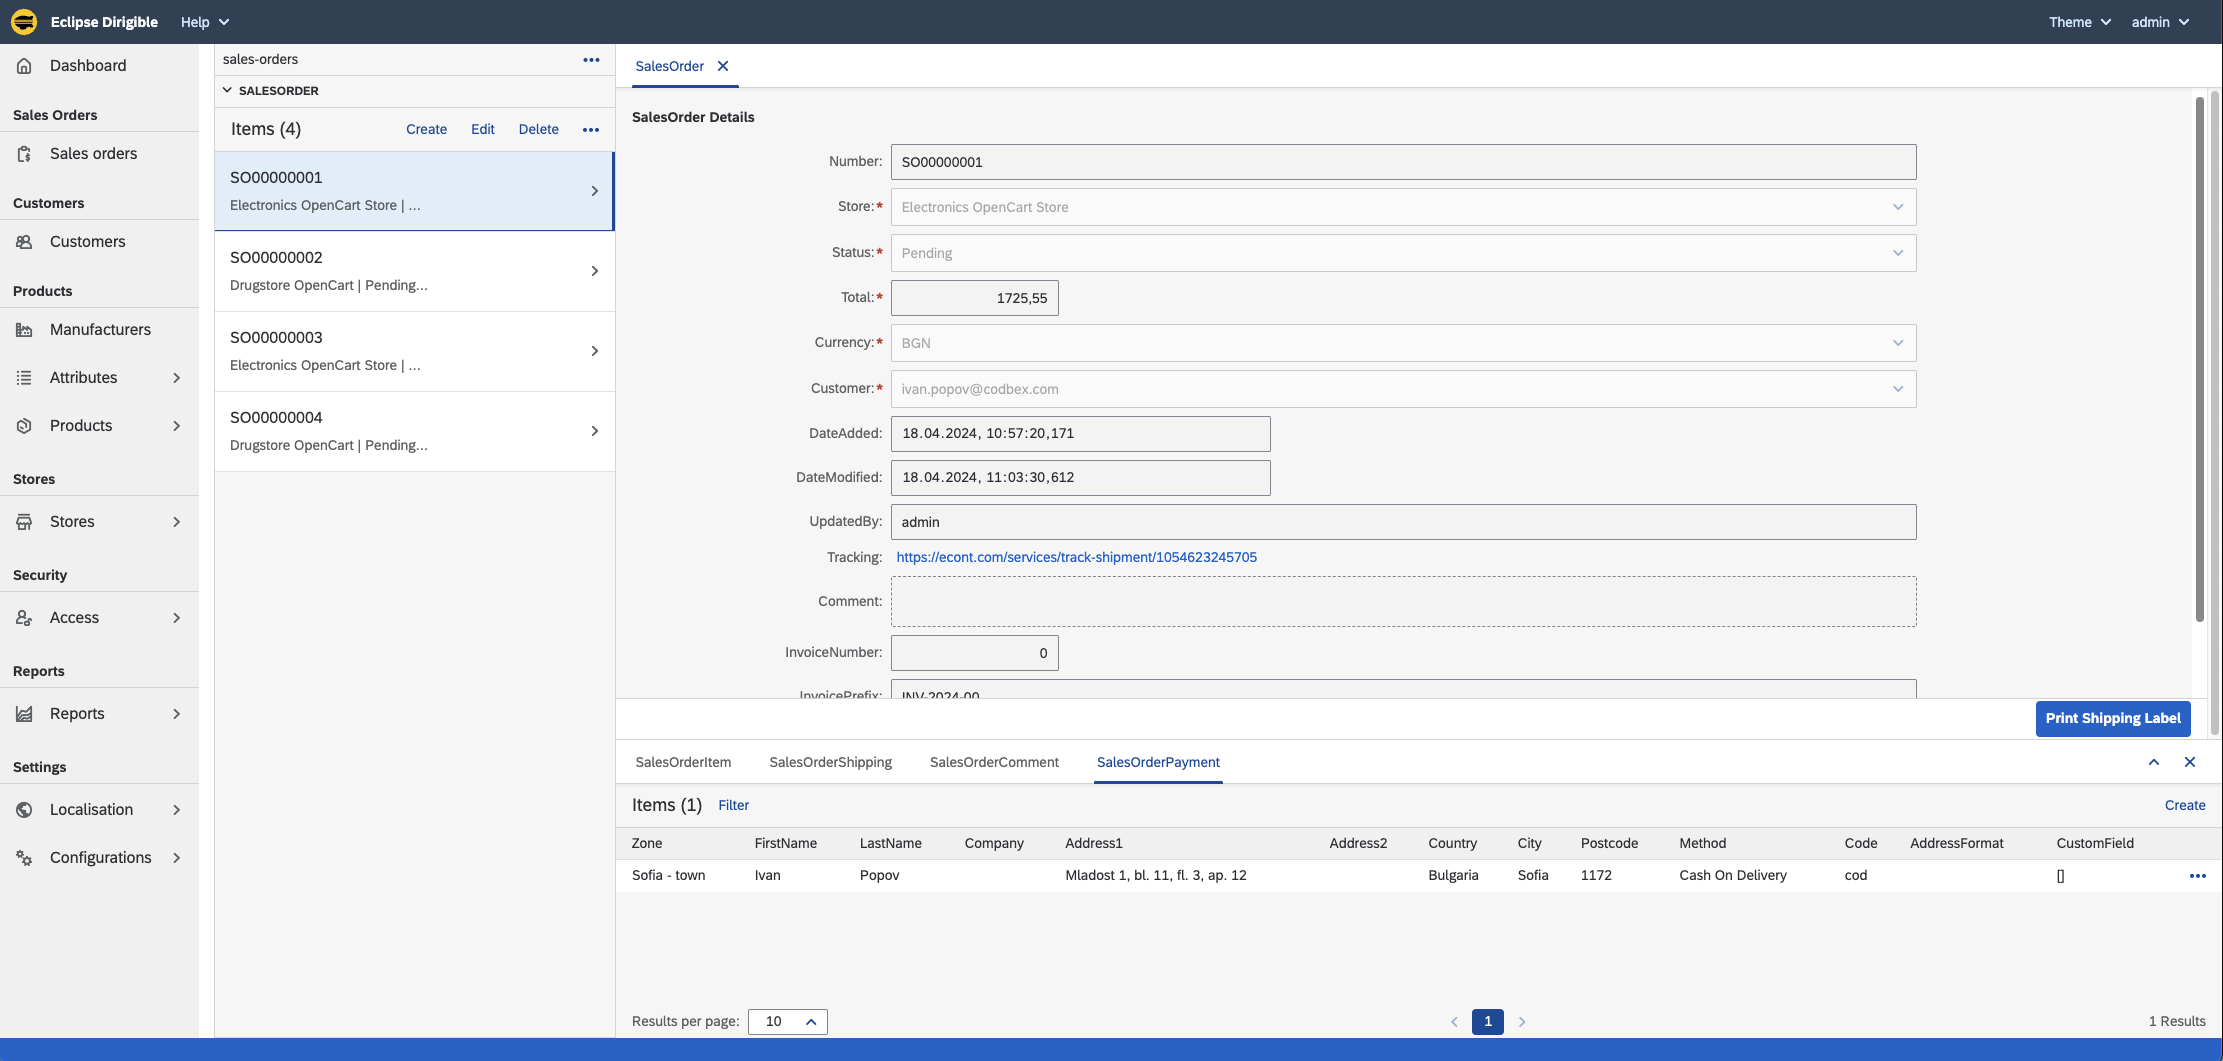 Eclipse Dirigible Help Theme admin
Dashboard
Sales Orders
Sales orders
Customers
Customers
Products
Manufacturers
Attributes
Products
Stores
Stores
Security
Access
Reports
Reports
Settings
Localisation
Configurations
sales-orders
SALESORDER
Items (4) Create Edit Delete
SO00000001
Electronics OpenCart Store | ...
SO00000002
Drugstore OpenCart | Pending...
SO00000003
Electronics OpenCart Store | ...
SO00000004
Drugstore OpenCart | Pending...
SalesOrder
SalesOrder Details
Number: SO00000001
Store:* Electronics OpenCart Store
Status:* Pending
Total:* 1725,55
Currency:* BGN
Customer:* ivan.popov@codbex.com
DateAdded: 18.04.2024, 10:57:20,171
DateModified: 18.04.2024, 11:03:30,612
UpdatedBy: admin
Tracking: https://econt.com/services/track-shipment/1054623245705
Comment:
InvoiceNumber: 0
InvoicePrefix: INV-2024-00
Print Shipping Label
SalesOrderItem SalesOrderShipping SalesOrderComment SalesOrderPayment
Items (1) Filter Create
Zone FirstName LastName Company Address1 Address2 Country City Postcode Method Code AddressFormat CustomField
Sofia - town Ivan Popov Mladost 1, bl. 11, fl. 3, ap. 12 Bulgaria Sofia 1172 Cash On Delivery cod []
Results per page: 10 1 1 Results